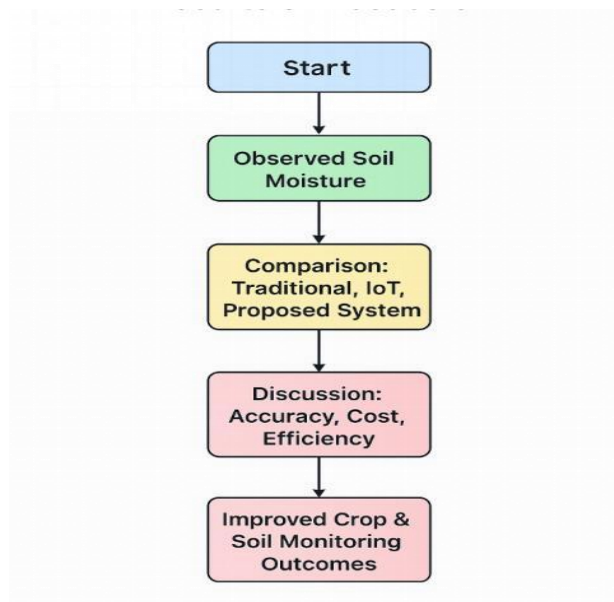 Start
Observed Soil
Moisture
Comparison:
Traditional, IoT,
Proposed System
Discussion:
Accuracy, Cost,
Efficiency
Improved Crop &
Soil Monitoring
Outcomes